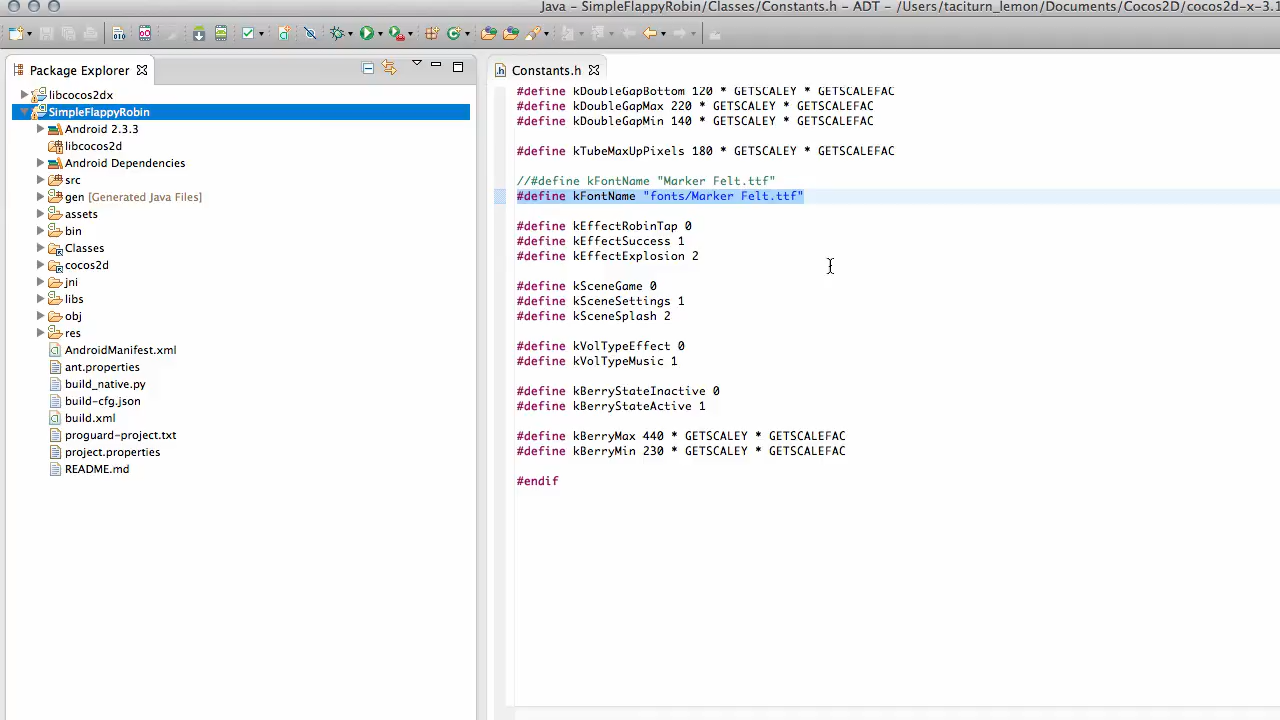 Java - SimpleFlappyRobin/Classes/Constants.h - ADT - /Users/taciturn_lemon/Documents/Cocos2D/cocos2d-x-3.1
Package Explorer
libcocos2dx
SimpleFlappyRobin
Android 2.3.3
libcocos2d
Android Dependencies
src
gen [Generated Java Files]
assets
bin
Classes
cocos2d
jni
libs
obj
res
AndroidManifest.xml
ant.properties
build_native.py
build-cfg.json
build.xml
proguard-project.txt
project.properties
README.md
Constants.h
#define kDoubleGapBottom 120 * GETSCALEY * GETSCALEFAC
#define kDoubleGapMax 220 * GETSCALEY * GETSCALEFAC
#define kDoubleGapMin 140 * GETSCALEY * GETSCALEFAC
#define kTubeMaxUpPixels 180 * GETSCALEY * GETSCALEFAC
//#define kFontName "Marker Felt.ttf"
#define kFontName "fonts/Marker Felt.ttf"
#define kEffectRobinTap 0
#define kEffectSuccess 1
#define kEffectExplosion 2
#define kSceneGame 0
#define kSceneSettings 1
#define kSceneSplash 2
#define kVolTypeEffect 0
#define kVolTypeMusic 1
#define kBerryStateInactive 0
#define kBerryStateActive 1
#define kBerryMax 440 * GETSCALEY * GETSCALEFAC
#define kBerryMin 230 * GETSCALEY * GETSCALEFAC
#endif